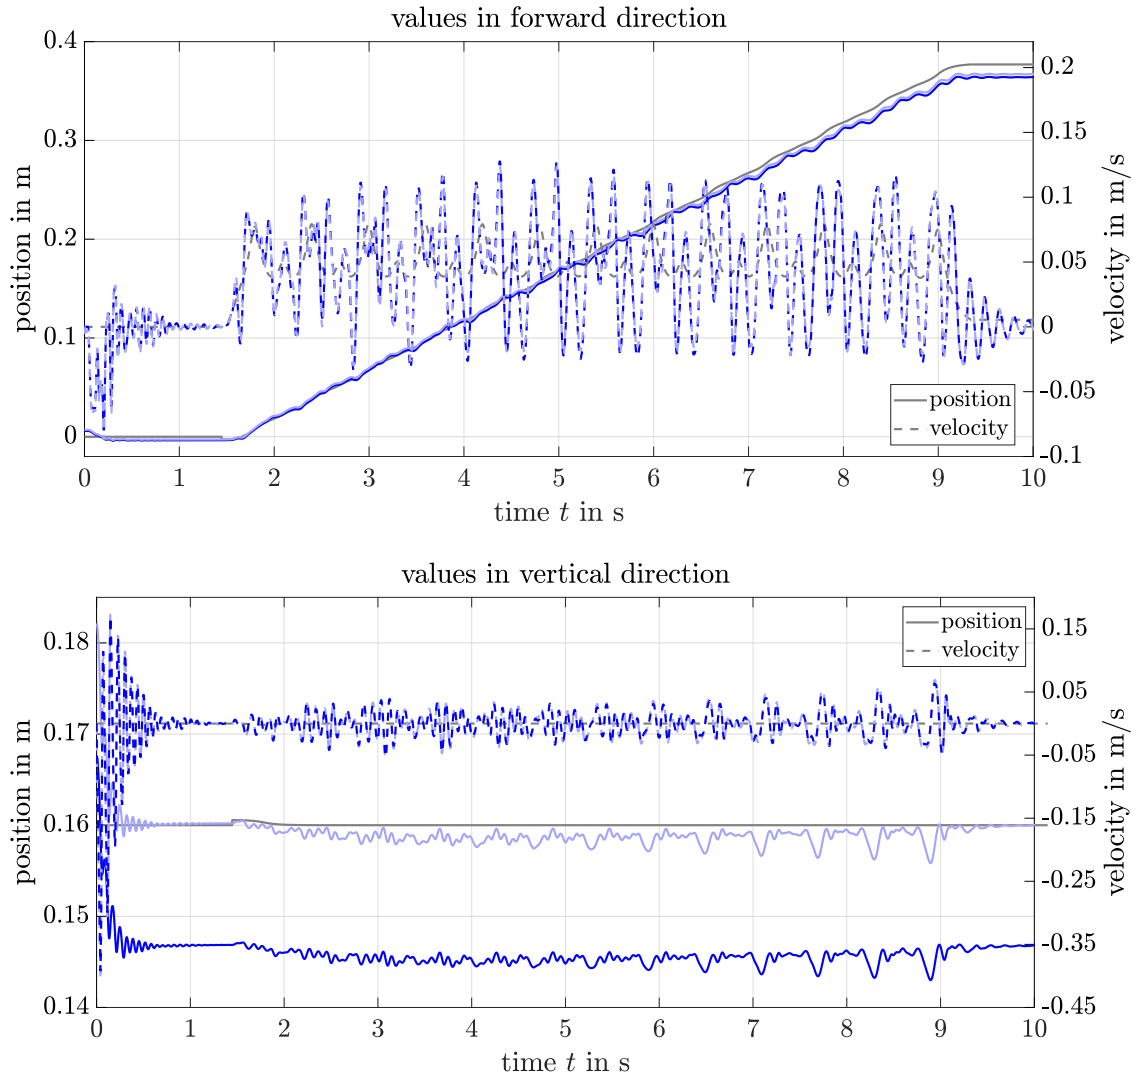 values in forward direction
0.4
0.3
0.2
0.1
0
position in m
0.2
0.15
0.1
0.05
0
-0.05
-0.1
velocity in m/s
position
velocity
0 1 2 3 4 5 6 7 8 9 10
time t in s
values in vertical direction
0.18
0.17
0.16
0.15
0.14
position in m
0.15
0.05
-0.05
-0.15
-0.25
-0.35
-0.45
velocity in m/s
position
velocity
0 1 2 3 4 5 6 7 8 9 10
time t in s